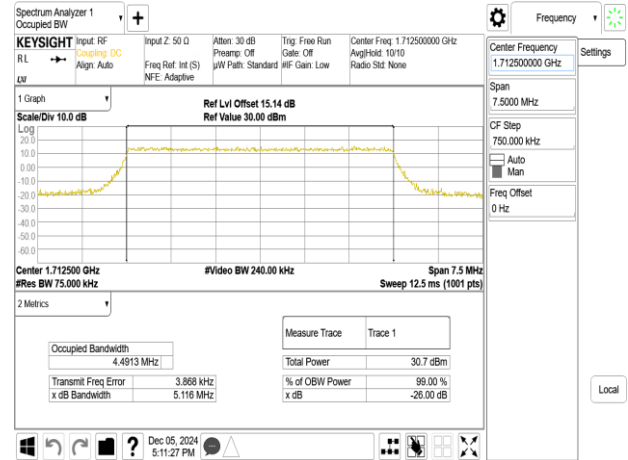 Spectrum Analyzer 1
Occupied BW
Frequency
KEYSIGHT
Input: RF
Coupling: DC
Align: Auto
RL
LXI
Input Z: 50 Ω
Freq Ref: Int (S)
NFE: Adaptive
Atten: 30 dB
Preamp: Off
µW Path: Standard
Trig: Free Run
Gate: Off
#IF Gain: Low
Center Freq: 1.712500000 GHz
Avg|Hold: 10/10
Radio Std: None
Center Frequency
1.712500000 GHz
Settings
Span
7.5000 MHz
CF Step
750.000 kHz
Auto
Man
Freq Offset
0 Hz
Local
1 Graph
Scale/Div 10.0 dB
Ref Lvl Offset 15.14 dB
Ref Value 30.00 dBm
Log
20.0
10.0
0.00
-10.0
-20.0
-30.0
-40.0
-50.0
-60.0
Center 1.712500 GHz
#Video BW 240.00 kHz
Span 7.5 MHz
#Res BW 75.000 kHz
Sweep 12.5 ms (1001 pts)
2 Metrics
Measure Trace
Trace 1
Occupied Bandwidth
4.4913 MHz
Total Power
30.7 dBm
Transmit Freq Error
3.868 kHz
% of OBW Power
99.00 %
x dB Bandwidth
5.116 MHz
x dB
-26.00 dB
?
Dec 05, 2024
5:11:27 PM